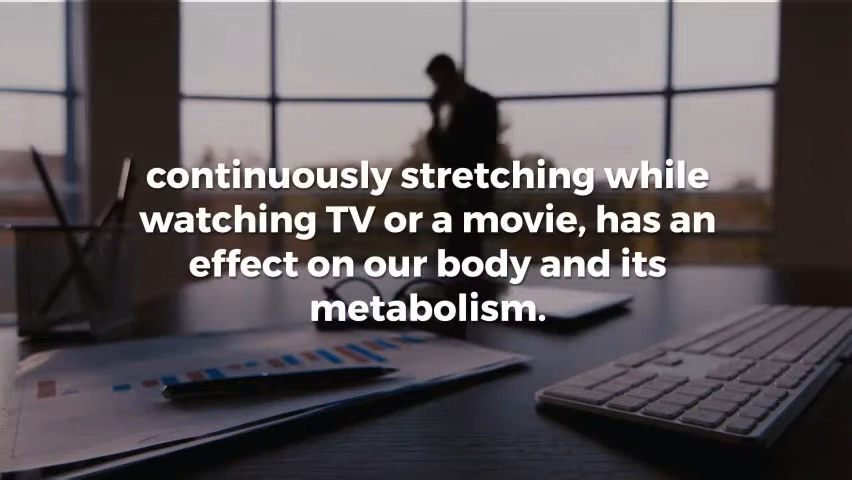 continuously stretching while
watching TV or a movie, has an
effect on our body and its
metabolism.